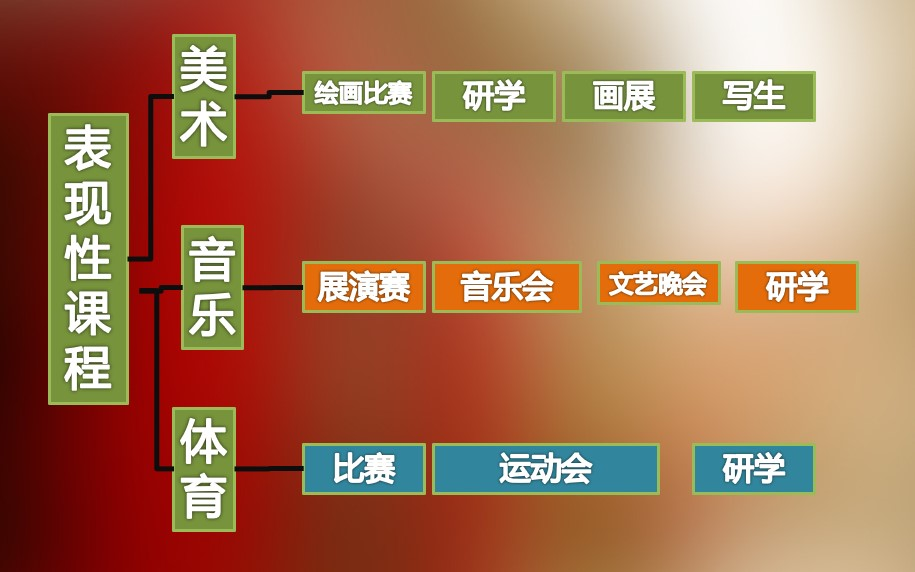 表现性课程
美术
绘画比赛
研学
画展
写生
音乐
展演赛
音乐会
文艺晚会
研学
体育
比赛
运动会
研学